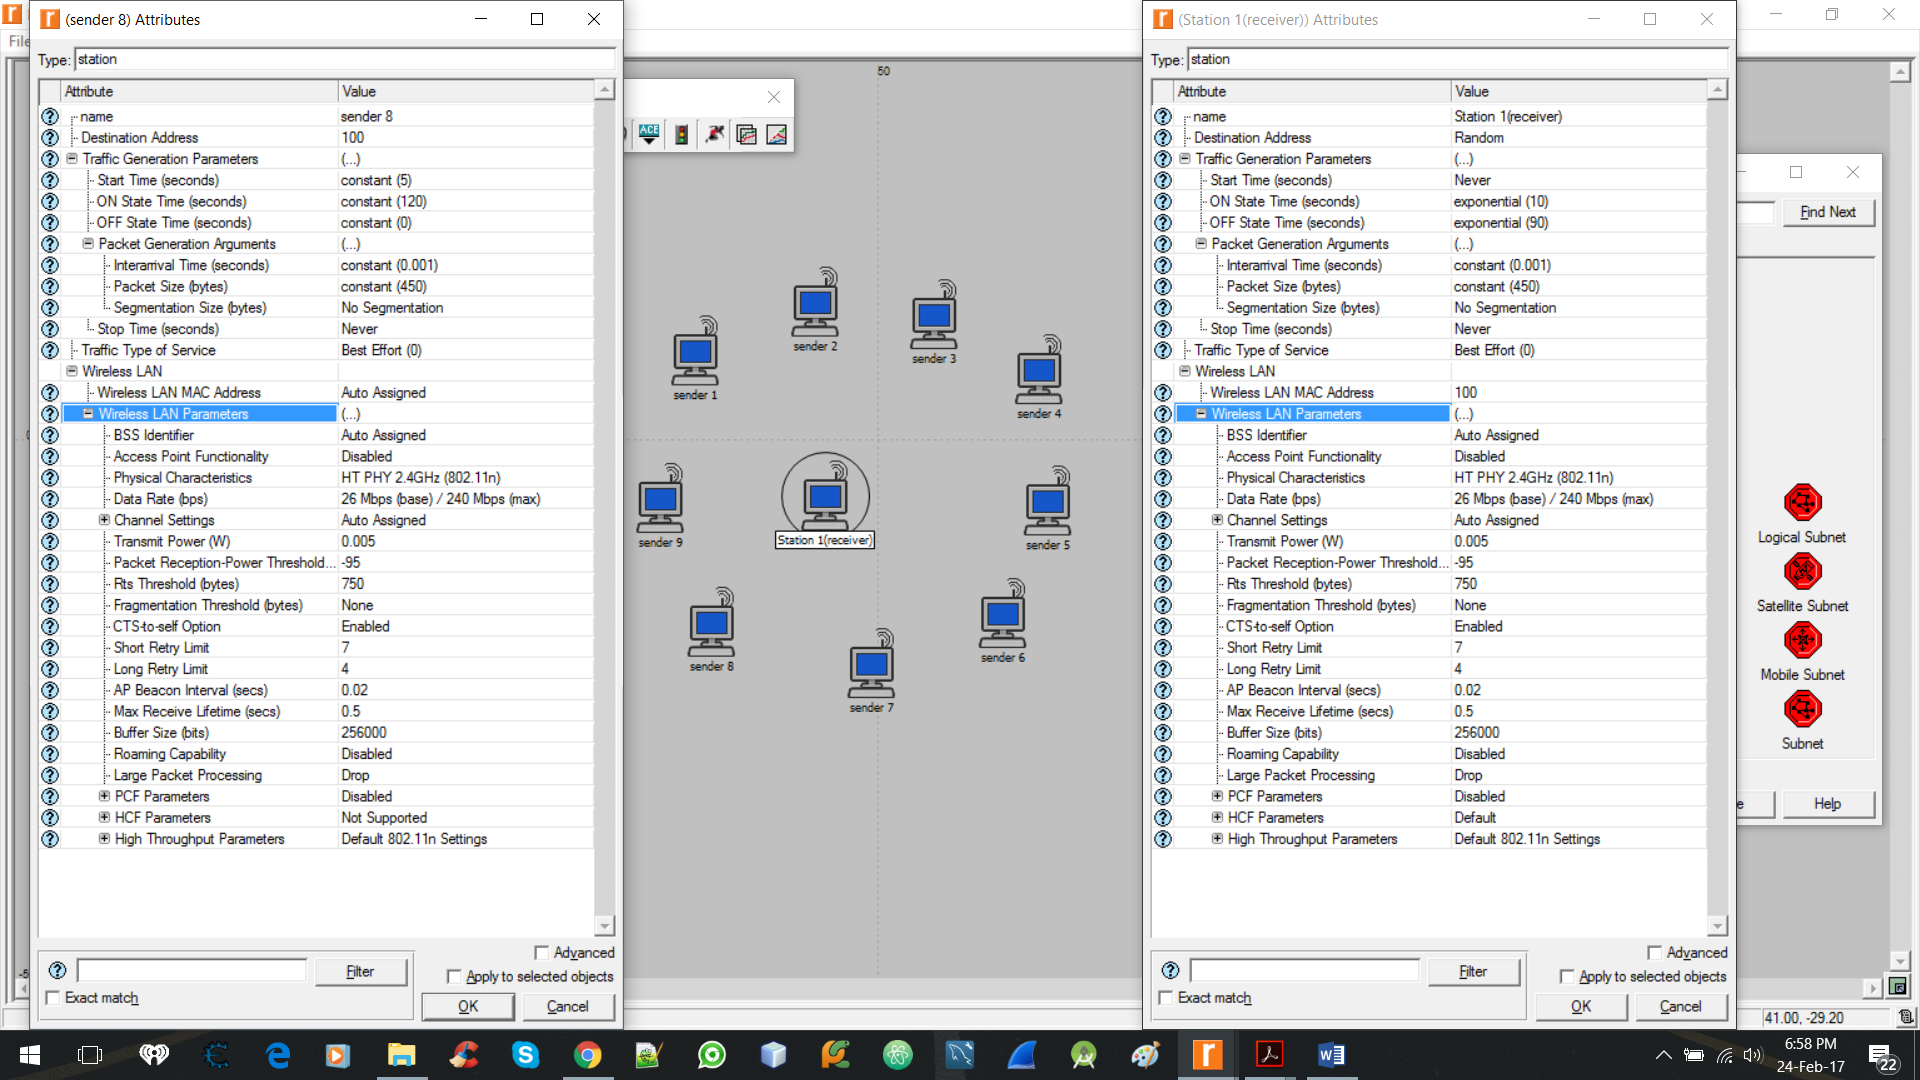 (sender 8) Attributes
Type: station
Attribute Value
name sender 8
Destination Address 100
Traffic Generation Parameters (...)
Start Time (seconds) constant (5)
ON State Time (seconds) constant (120)
OFF State Time (seconds) constant (0)
Packet Generation Arguments (...)
Interarrival Time (seconds) constant (0.001)
Packet Size (bytes) constant (450)
Segmentation Size (bytes) No Segmentation
Stop Time (seconds) Never
Traffic Type of Service Best Effort (0)
Wireless LAN
Wireless LAN MAC Address Auto Assigned
Wireless LAN Parameters (...)
BSS Identifier Auto Assigned
Access Point Functionality Disabled
Physical Characteristics HT PHY 2.4GHz (802.11n)
Data Rate (bps) 26 Mbps (base) / 240 Mbps (max)
Channel Settings Auto Assigned
Transmit Power (W) 0.005
Packet Reception-Power Threshold... -95
Rts Threshold (bytes) 750
Fragmentation Threshold (bytes) None
CTS-to-self Option Enabled
Short Retry Limit 7
Long Retry Limit 4
AP Beacon Interval (secs) 0.02
Max Receive Lifetime (secs) 0.5
Buffer Size (bits) 256000
Roaming Capability Disabled
Large Packet Processing Drop
PCF Parameters Disabled
HCF Parameters Not Supported
High Throughput Parameters Default 802.11n Settings
Advanced
Filter
Apply to selected objects
Exact match
OK Cancel
File
50
ACE
sender 2
sender 3
sender 1
sender 4
sender 9
Station 1(receiver)
sender 5
sender 8
sender 6
sender 7
(Station 1(receiver)) Attributes
Type: station
Attribute Value
name Station 1(receiver)
Destination Address Random
Traffic Generation Parameters (...)
Start Time (seconds) Never
ON State Time (seconds) exponential (10)
OFF State Time (seconds) exponential (90)
Packet Generation Arguments (...)
Interarrival Time (seconds) constant (0.001)
Packet Size (bytes) constant (450)
Segmentation Size (bytes) No Segmentation
Stop Time (seconds) Never
Traffic Type of Service Best Effort (0)
Wireless LAN
Wireless LAN MAC Address 100
Wireless LAN Parameters (...)
BSS Identifier Auto Assigned
Access Point Functionality Disabled
Physical Characteristics HT PHY 2.4GHz (802.11n)
Data Rate (bps) 26 Mbps (base) / 240 Mbps (max)
Channel Settings Auto Assigned
Transmit Power (W) 0.005
Packet Reception-Power Threshold... -95
Rts Threshold (bytes) 750
Fragmentation Threshold (bytes) None
CTS-to-self Option Enabled
Short Retry Limit 7
Long Retry Limit 4
AP Beacon Interval (secs) 0.02
Max Receive Lifetime (secs) 0.5
Buffer Size (bits) 256000
Roaming Capability Disabled
Large Packet Processing Drop
PCF Parameters Disabled
HCF Parameters Default
High Throughput Parameters Default 802.11n Settings
Advanced
Filter
Apply to selected objects
Exact match
OK Cancel
Find Next
Logical Subnet
Satellite Subnet
Mobile Subnet
Subnet
Help
41.00, -29.20
6:58 PM
24-Feb-17
22